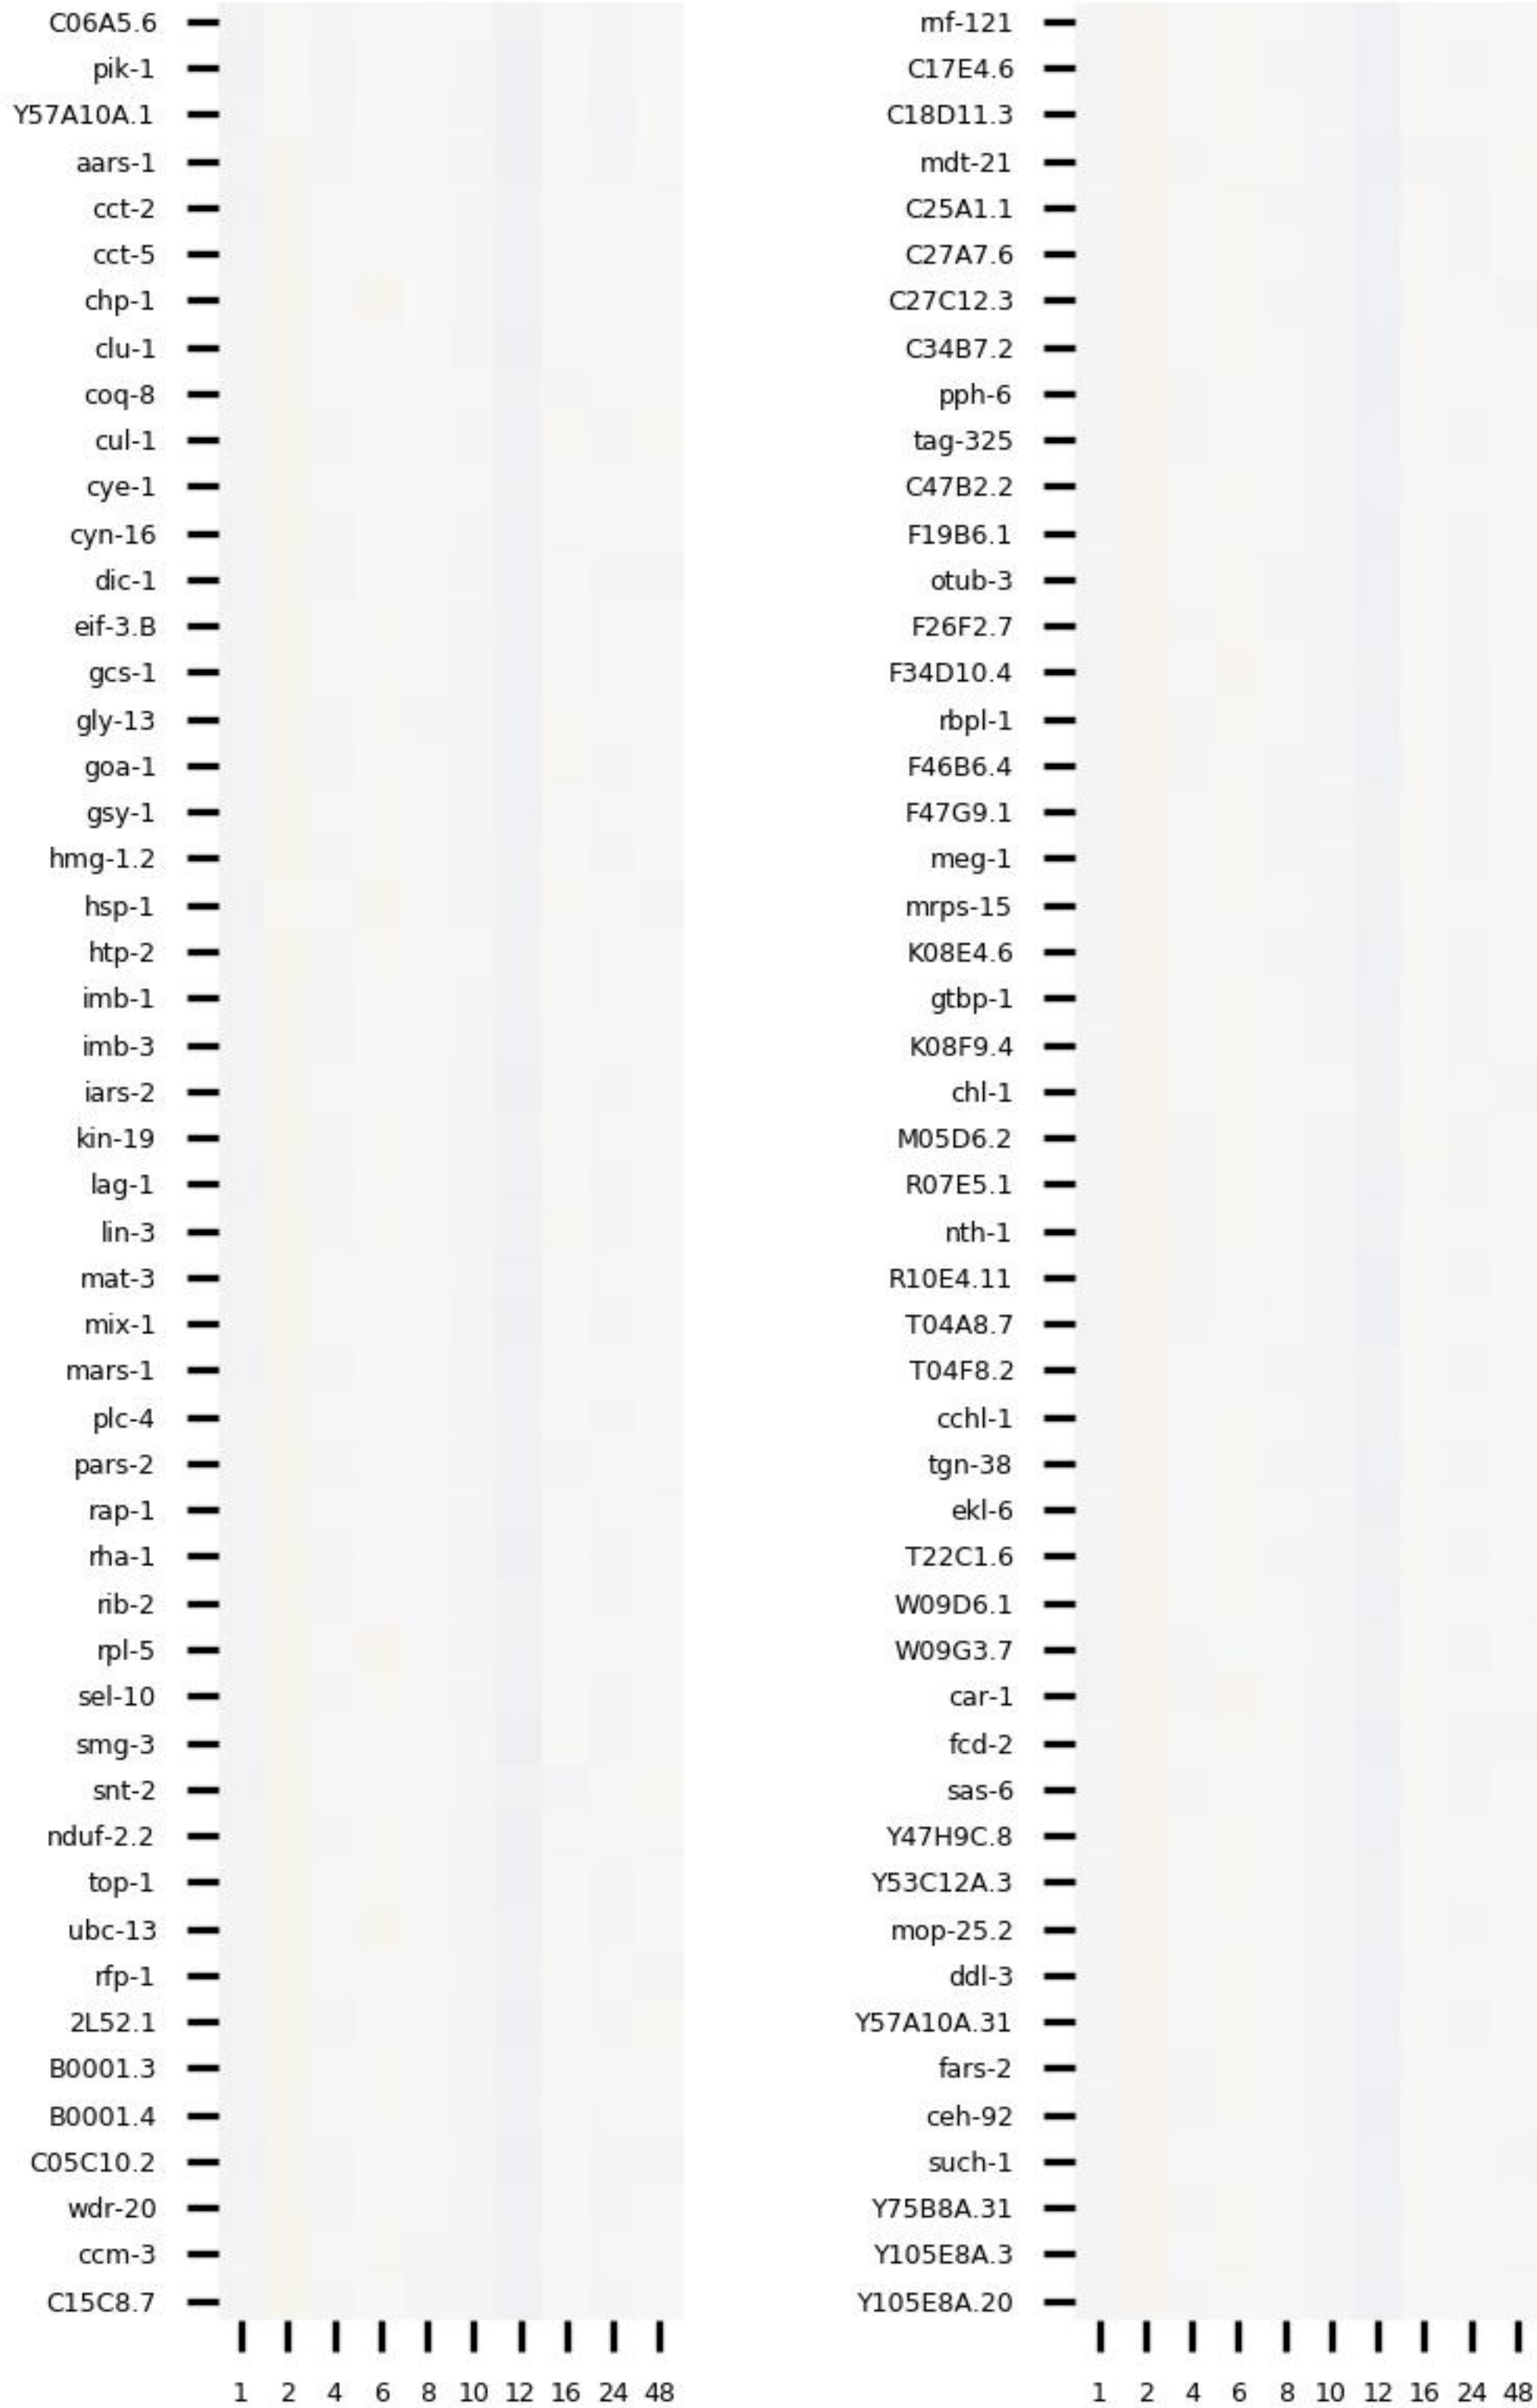 C06A5.6
pik-1
Y57A10A.1
aars-1
cct-2
cct-5
chp-1
clu-1
coq-8
cul-1
cye-1
cyn-16
dic-1
eif-3.B
gcs-1
gly-13
goa-1
gsy-1
hmg-1.2
hsp-1
htp-2
imb-1
imb-3
iars-2
kin-19
lag-1
lin-3
mat-3
mix-1
mars-1
plc-4
pars-2
rap-1
rha-1
rib-2
rpl-5
sel-10
smg-3
snt-2
nduf-2.2
top-1
ubc-13
rfp-1
2L52.1
B0001.3
B0001.4
C05C10.2
wdr-20
ccm-3
C15C8.7
1 2 4 6 8 10 12 16 24 48
rnf-121
C17E4.6
C18D11.3
mdt-21
C25A1.1
C27A7.6
C27C12.3
C34B7.2
pph-6
tag-325
C47B2.2
F19B6.1
otub-3
F26F2.7
F34D10.4
rbpl-1
F46B6.4
F47G9.1
meg-1
mrps-15
K08E4.6
gtbp-1
K08F9.4
chl-1
M05D6.2
R07E5.1
nth-1
R10E4.11
T04A8.7
T04F8.2
cchl-1
tgn-38
ekl-6
T22C1.6
W09D6.1
W09G3.7
car-1
fcd-2
sas-6
Y47H9C.8
Y53C12A.3
mop-25.2
ddl-3
Y57A10A.31
fars-2
ceh-92
such-1
Y75B8A.31
Y105E8A.3
Y105E8A.20
1 2 4 6 8 10 12 16 24 48